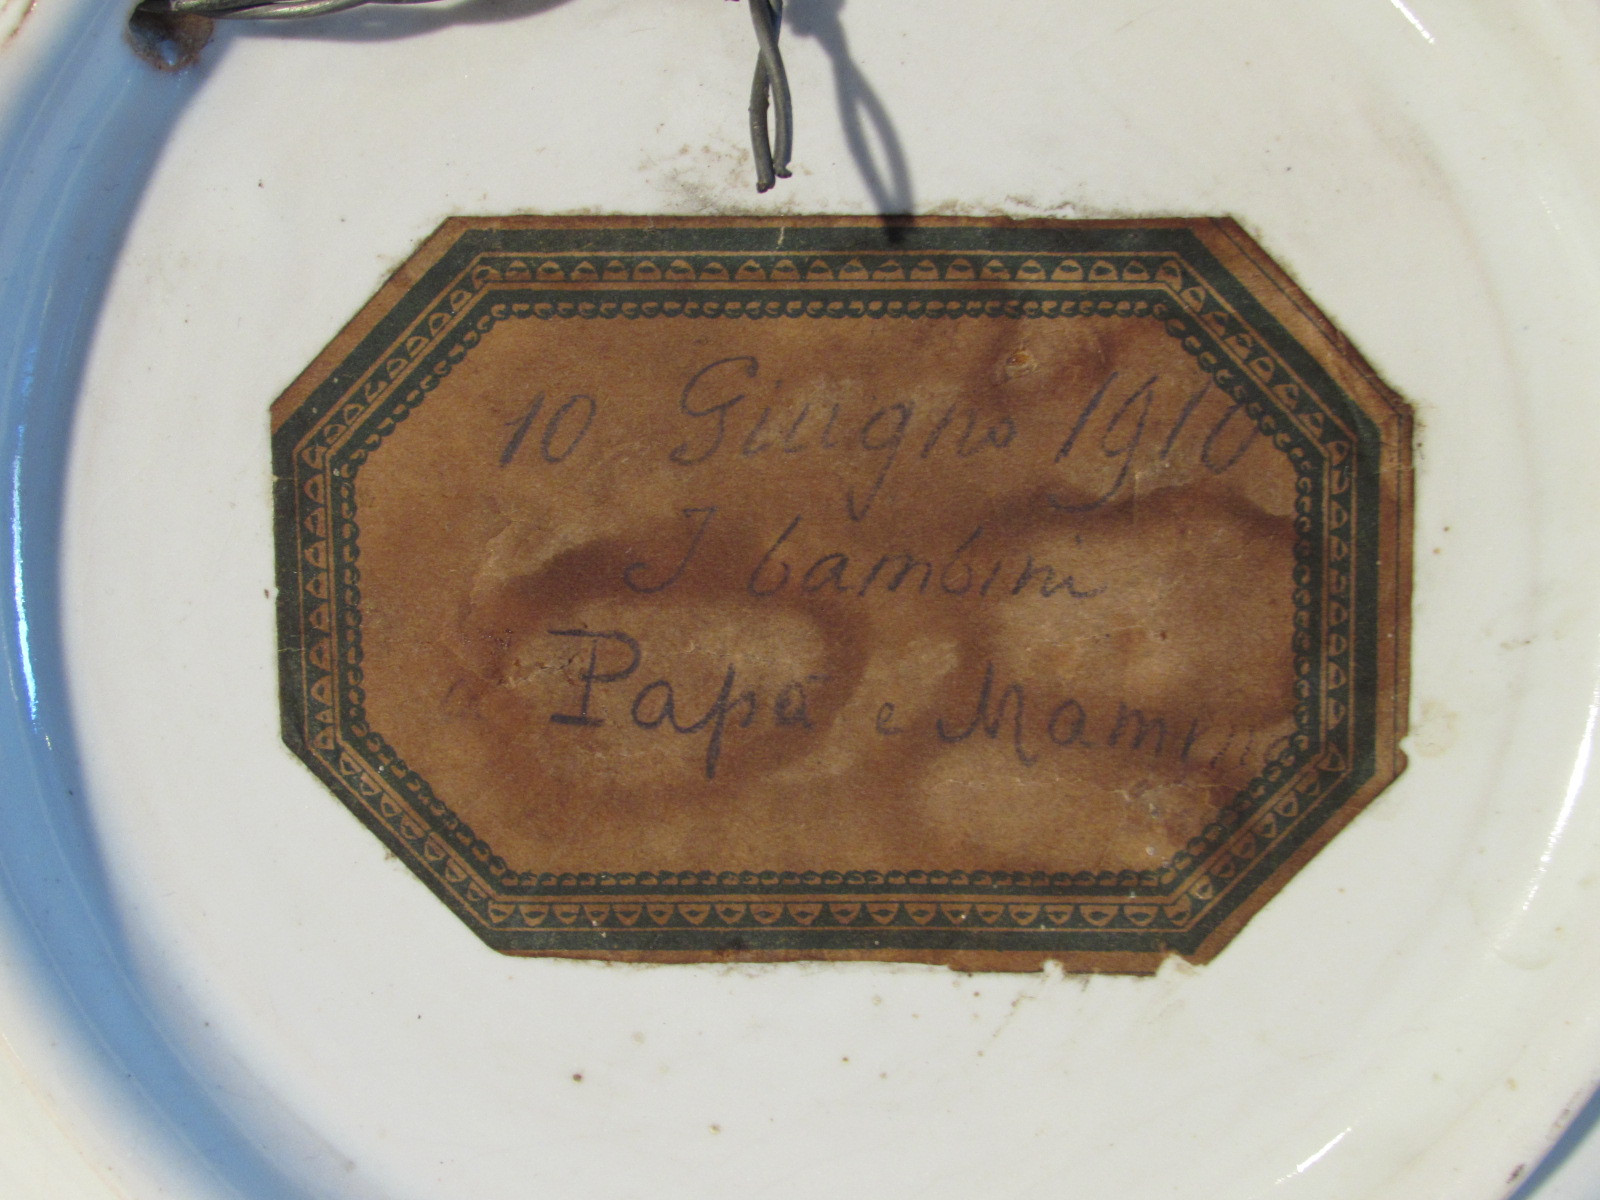 10 Giugno 1910
I bambini
a Papà e Mamma